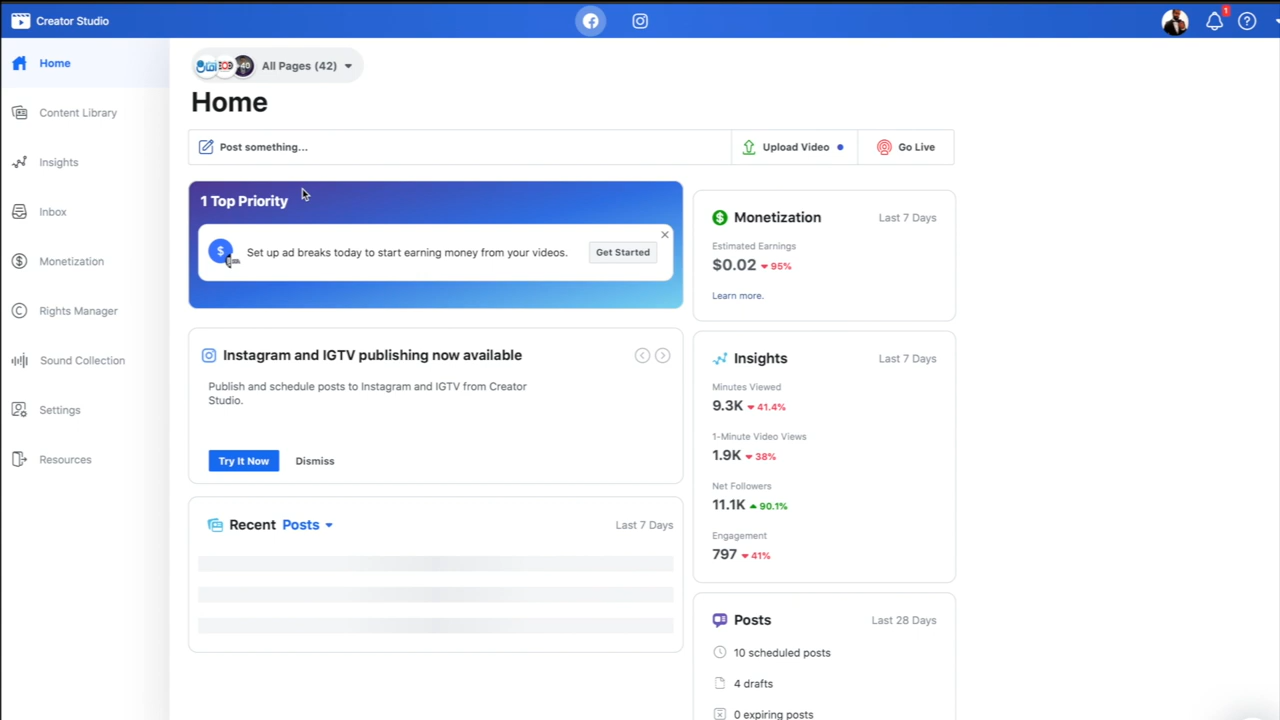 Creator Studio
1
Home
Content Library
Insights
Inbox
Monetization
Rights Manager
Sound Collection
Settings
Resources
+40
All Pages (42)
Home
Post something...
Upload Video
Go Live
1 Top Priority
Set up ad breaks today to start earning money from your videos.
Get Started
Instagram and IGTV publishing now available
Publish and schedule posts to Instagram and IGTV from Creator
Studio.
Try It Now
Dismiss
Recent Posts
Last 7 Days
Monetization
Last 7 Days
Estimated Earnings
$0.02 95%
Learn more.
Insights
Last 7 Days
Minutes Viewed
9.3K 41.4%
1-Minute Video Views
1.9K 38%
Net Followers
11.1K 90.1%
Engagement
797 41%
Posts
Last 28 Days
10 scheduled posts
4 drafts
0 expiring posts